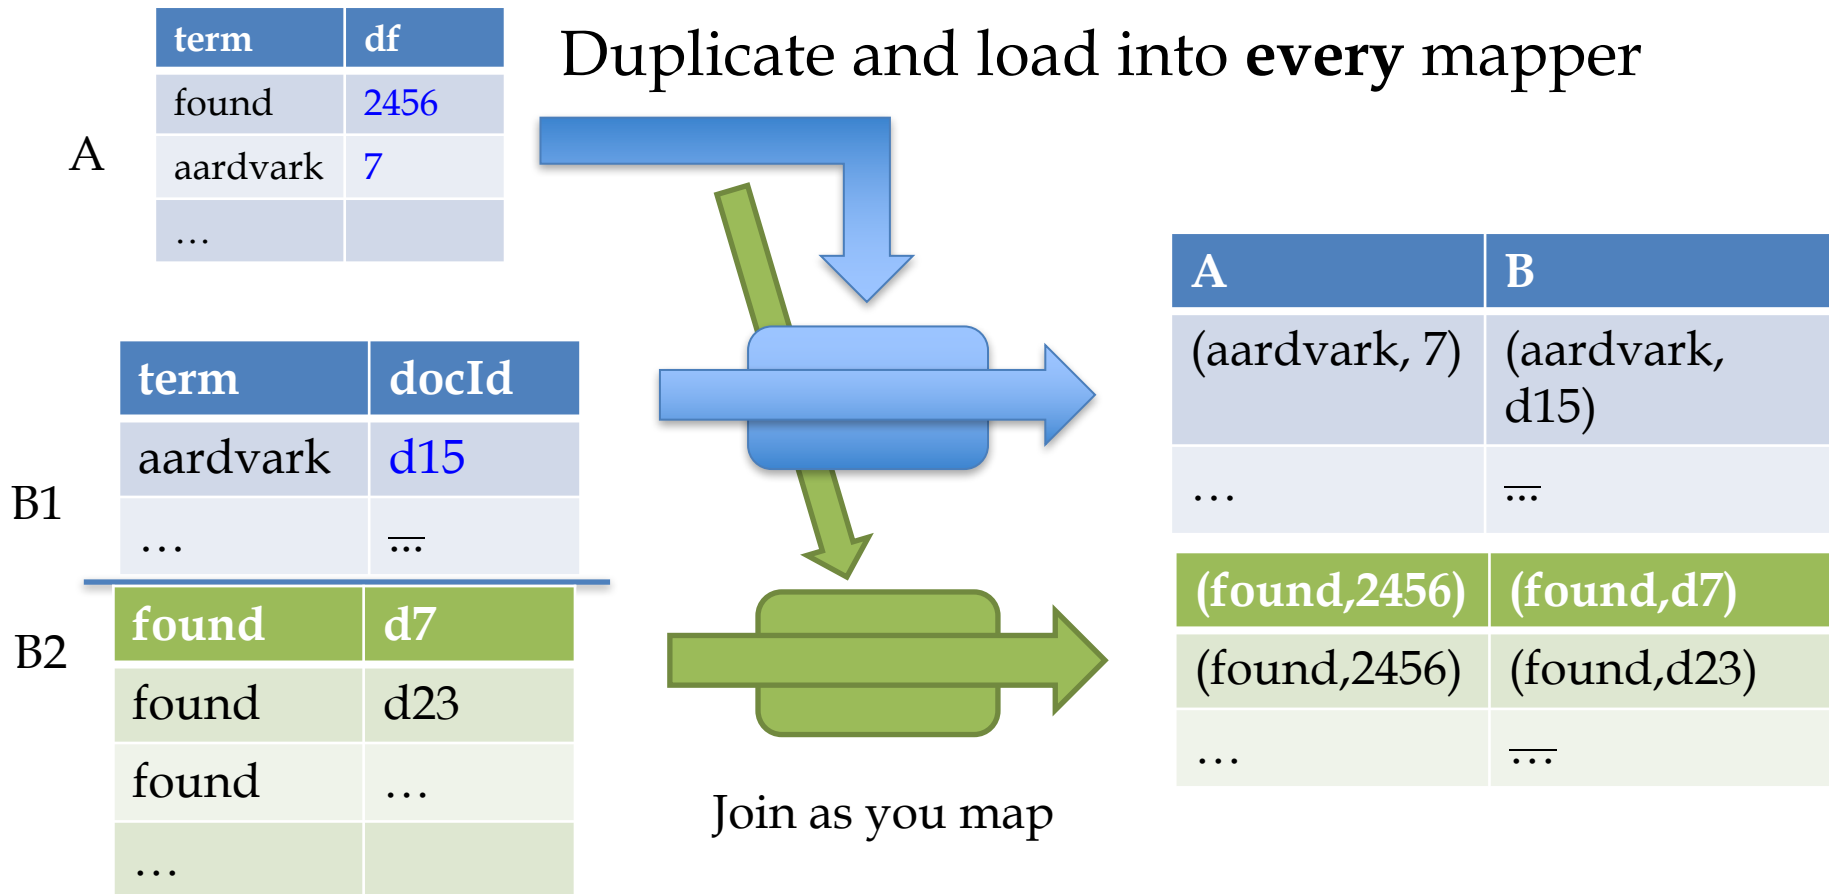 Duplicate and load into every mapper
A
term df
found 2456
aardvark 7
…
B1
term docId
aardvark d15
… ...
B2
found d7
found d23
found …
…
Join as you map
A B
(aardvark, 7) (aardvark,
d15)
… ...
(found,2456) (found,d7)
(found,2456) (found,d23)
… …